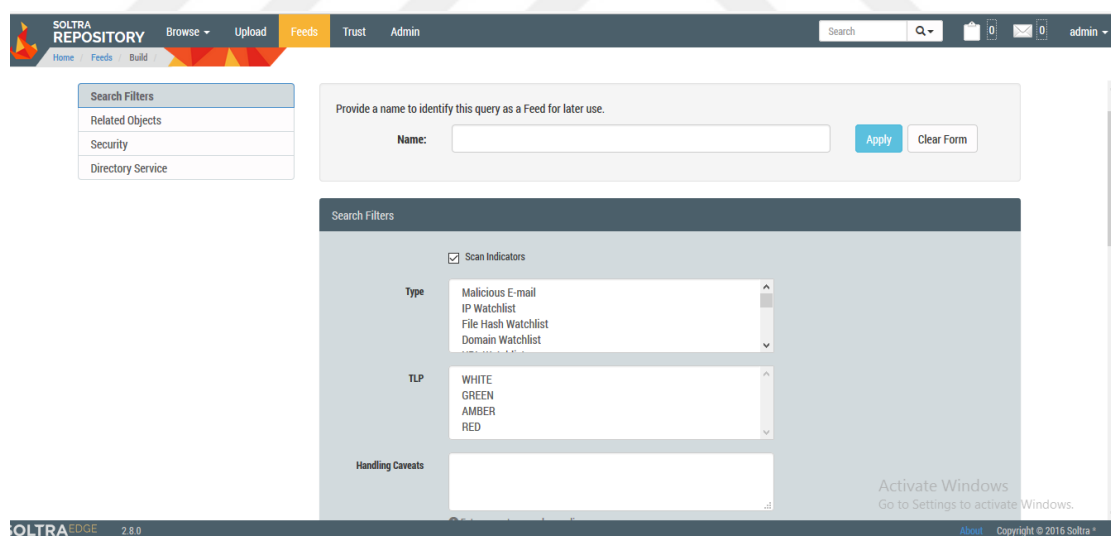 SOLTRA
REPOSITORY
Browse
Upload
Feeds
Trust
Admin
Search
0
0
admin
Home / Feeds / Build /
Search Filters
Related Objects
Security
Directory Service
Provide a name to identify this query as a Feed for later use.
Name:
Apply
Clear Form
Search Filters
Scan Indicators
Type
Malicious E-mail
IP Watchlist
File Hash Watchlist
Domain Watchlist
TLP
WHITE
GREEN
AMBER
RED
Handling Caveats
Activate Windows
Go to Settings to activate Windows.
SOLTRA EDGE 2.8.0
About Copyright © 2016 Soltra